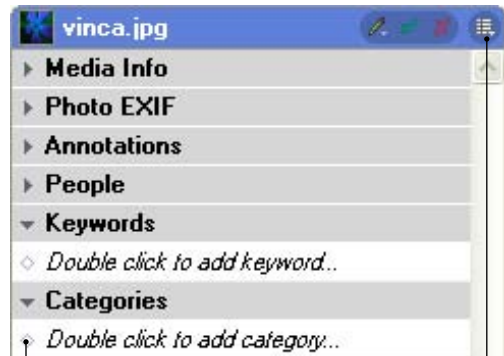 vinca.jpg
Media Info
Photo EXIF
Annotations
People
Keywords
Double click to add keyword...
Categories
Double click to add category...